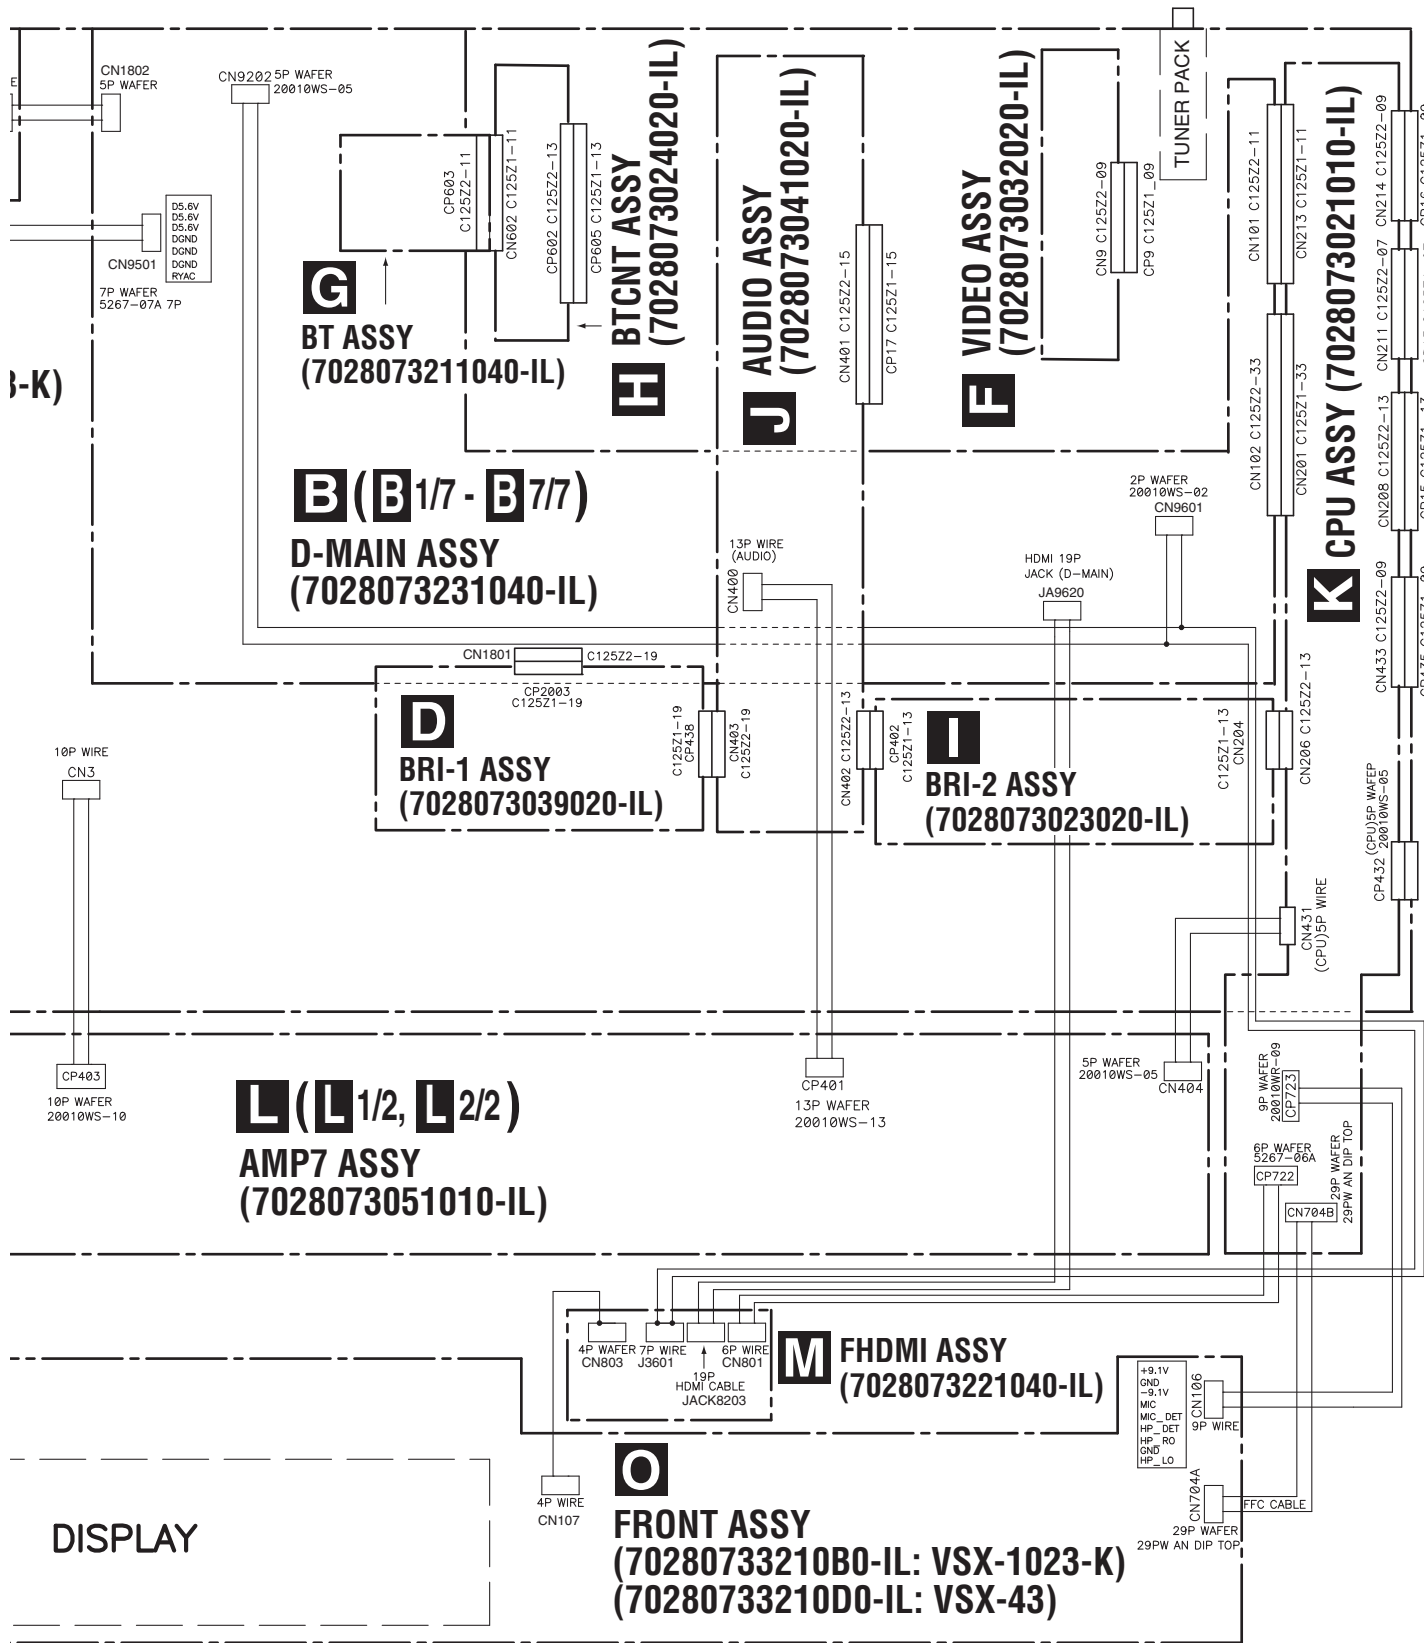 CN1802
5P WAFER
CN9202
5P WAFER
20010WS-05
D5.6V
D5.6V
D5.6V
DGND
DGND
DGND
RYAC
CN9501
7P WAFER
5267-07A 7P
CP603
C125Z2-11
CN602 C125Z1-11
CP602 C125Z2-13
CP605 C125Z1-13
G
BT ASSY
(7028073211040-IL)
H
BTCNT ASSY
(7028073024020-IL)
J
AUDIO ASSY
(7028073041020-IL)
CN401 C125Z2-15
CP17 C125Z1-15
F
VIDEO ASSY
(7028073032020-IL)
CN9 C125Z2-09
CP9 C125Z1_09
TUNER PACK
CN101 C125Z2-11
CN213 C125Z1-11
CN102 C125Z2-33
CN201 C125Z1-33
K
CPU ASSY (7028073021010-IL)
CN214 C125Z2-09
CN211 C125Z2-07
CN208 C125Z2-13
CN433 C125Z2-09
-K)
B (B 1/7 - B 7/7)
D-MAIN ASSY
(7028073231040-IL)
13P WIRE
(AUDIO)
CN400
HDMI 19P
JACK (D-MAIN)
JA9620
2P WAFER
20010WS-02
CN9601
CN1801
C125Z2-19
CP2003
C125Z1-19
D
BRI-1 ASSY
(7028073039020-IL)
C125Z1-19
CP438
CN403
C125Z2-19
CN402 C125Z2-13
CP402
C125Z1-13
I
BRI-2 ASSY
(7028073023020-IL)
C125Z1-13
CN204
CN206 C125Z2-13
CP432
(CPU)5P WAFEP
20010WS-05
CN431
(CPU)5P WIRE
10P WIRE
CN3
CP403
10P WAFER
20010WS-10
L (L 1/2, L 2/2)
AMP7 ASSY
(7028073051010-IL)
CP401
13P WAFER
20010WS-13
5P WAFER
20010WS-05
CN404
9P WAFER
20010WR-09
CP723
6P WAFER
5267-06A
CP722
CN704B
29P WAFER
29PW AN DIP TOP
4P WAFER
CN803
7P WIRE
J3601
19P
HDMI CABLE
JACK8203
6P WIRE
CN801
M
FHDMI ASSY
(7028073221040-IL)
+9.1V
GND
-9.1V
MIC
MIC_DET
HP_DET
HP_RO
GND
HP_LO
CN106
9P WIRE
CN704A
FFC CABLE
29P WAFER
29PW AN DIP TOP
4P WIRE
CN107
DISPLAY
O
FRONT ASSY
(70280733210B0-IL: VSX-1023-K)
(70280733210D0-IL: VSX-43)